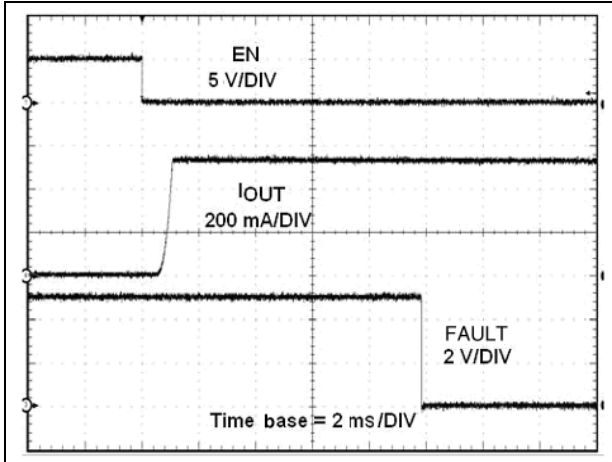 EN
5 V/DIV
IOUT
200 mA/DIV
FAULT
2 V/DIV
Time base = 2 ms/DIV